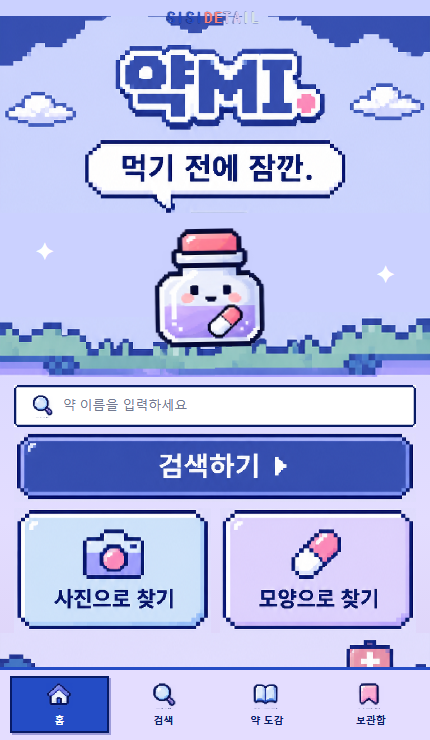 SISIDETAIL
약MI.
먹기 전에 잠깐.
약 이름을 입력하세요
검색하기
사진으로 찾기
모양으로 찾기
홈
검색
약 도감
보관함